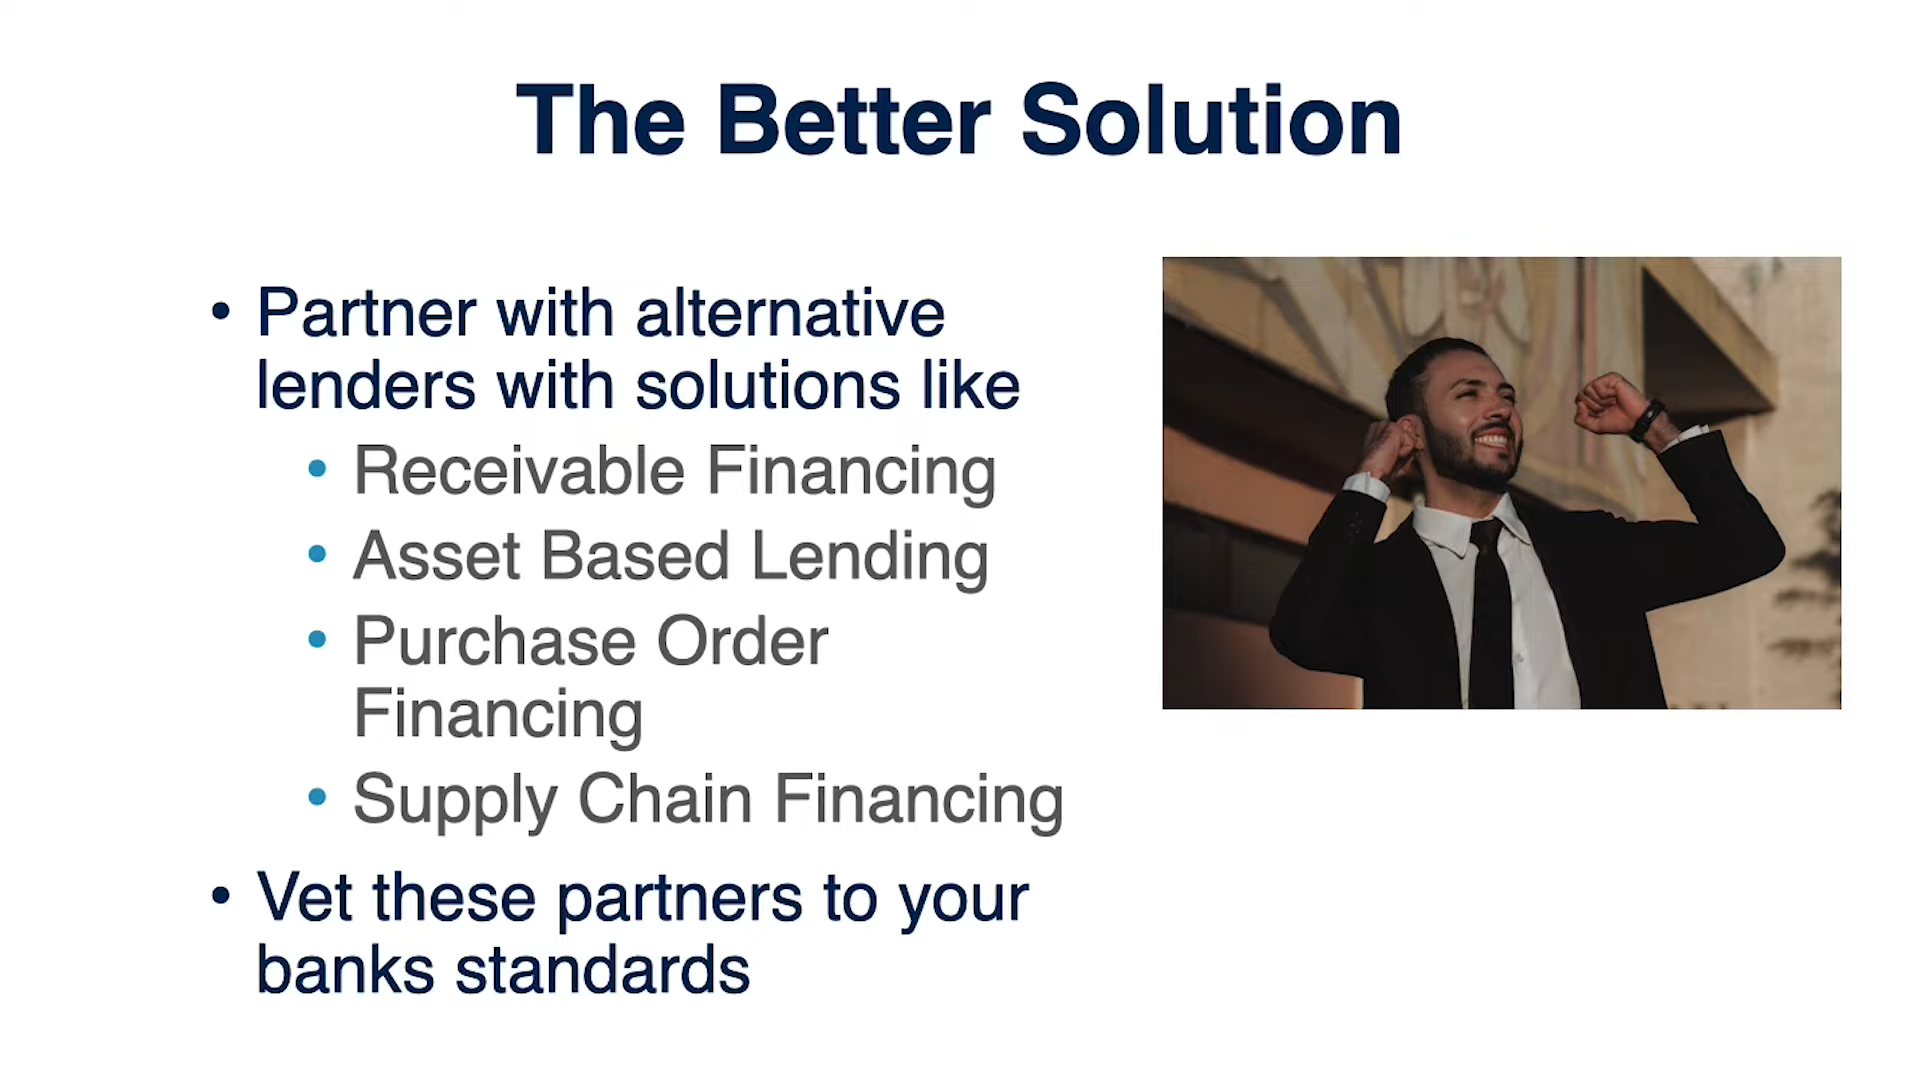 The Better Solution
• Partner with alternative
lenders with solutions like
• Receivable Financing
• Asset Based Lending
• Purchase Order
Financing
• Supply Chain Financing
• Vet these partners to your
banks standards